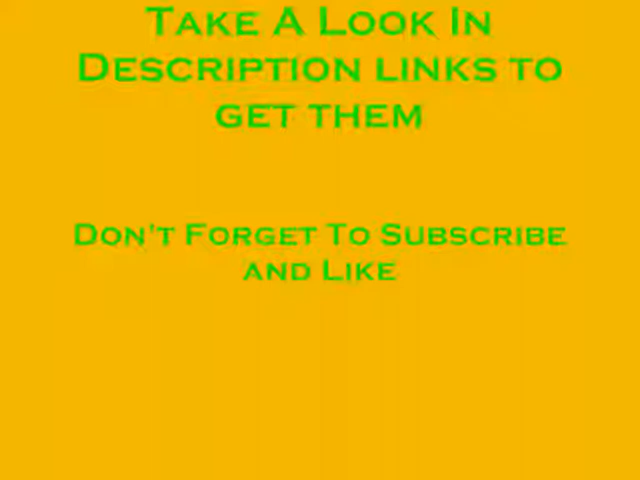 Take A Look In
Description links to
get them
Don't Forget To Subscribe
and Like